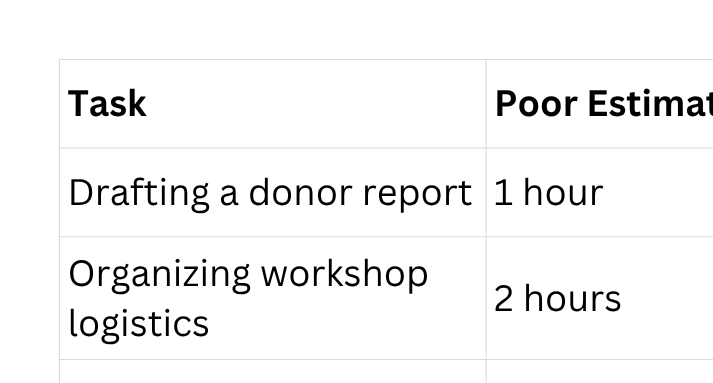 Task
Poor Estimat
Drafting a donor report
1 hour
Organizing workshop
logistics
2 hours